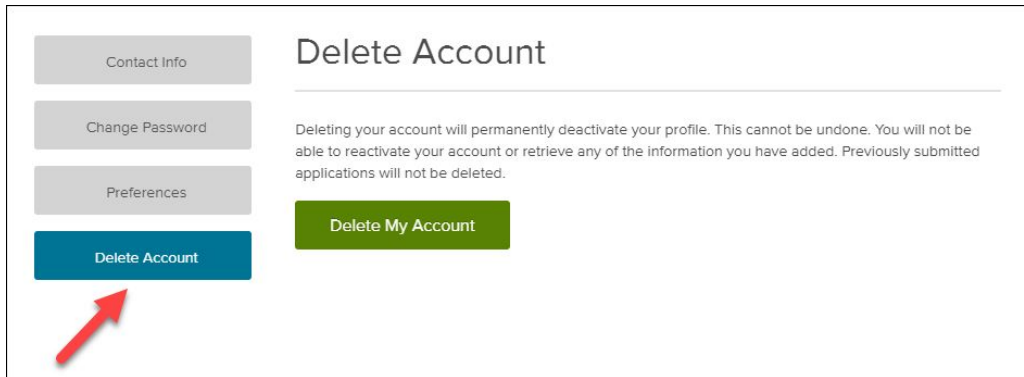 Contact Info
Change Password
Preferences
Delete Account
Delete Account
Deleting your account will permanently deactivate your profile. This cannot be undone. You will not be
able to reactivate your account or retrieve any of the information you have added. Previously submitted
applications will not be deleted.
Delete My Account